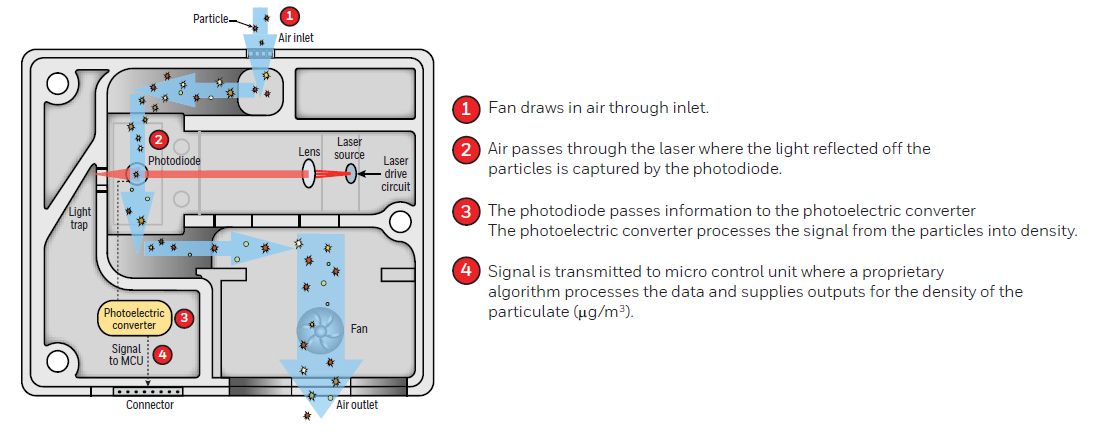 Particle
1
Air inlet
2
Photodiode
Lens
Laser
source
Laser
drive
circuit
Light
trap
Photoelectric
converter
3
Signal
to MCU
4
Fan
Connector
Air outlet
1 Fan draws in air through inlet.
2 Air passes through the laser where the light reflected off the
particles is captured by the photodiode.
3 The photodiode passes information to the photoelectric converter
The photoelectric converter processes the signal from the particles into density.
4 Signal is transmitted to micro control unit where a proprietary
algorithm processes the data and supplies outputs for the density of the
particulate (µg/m³).